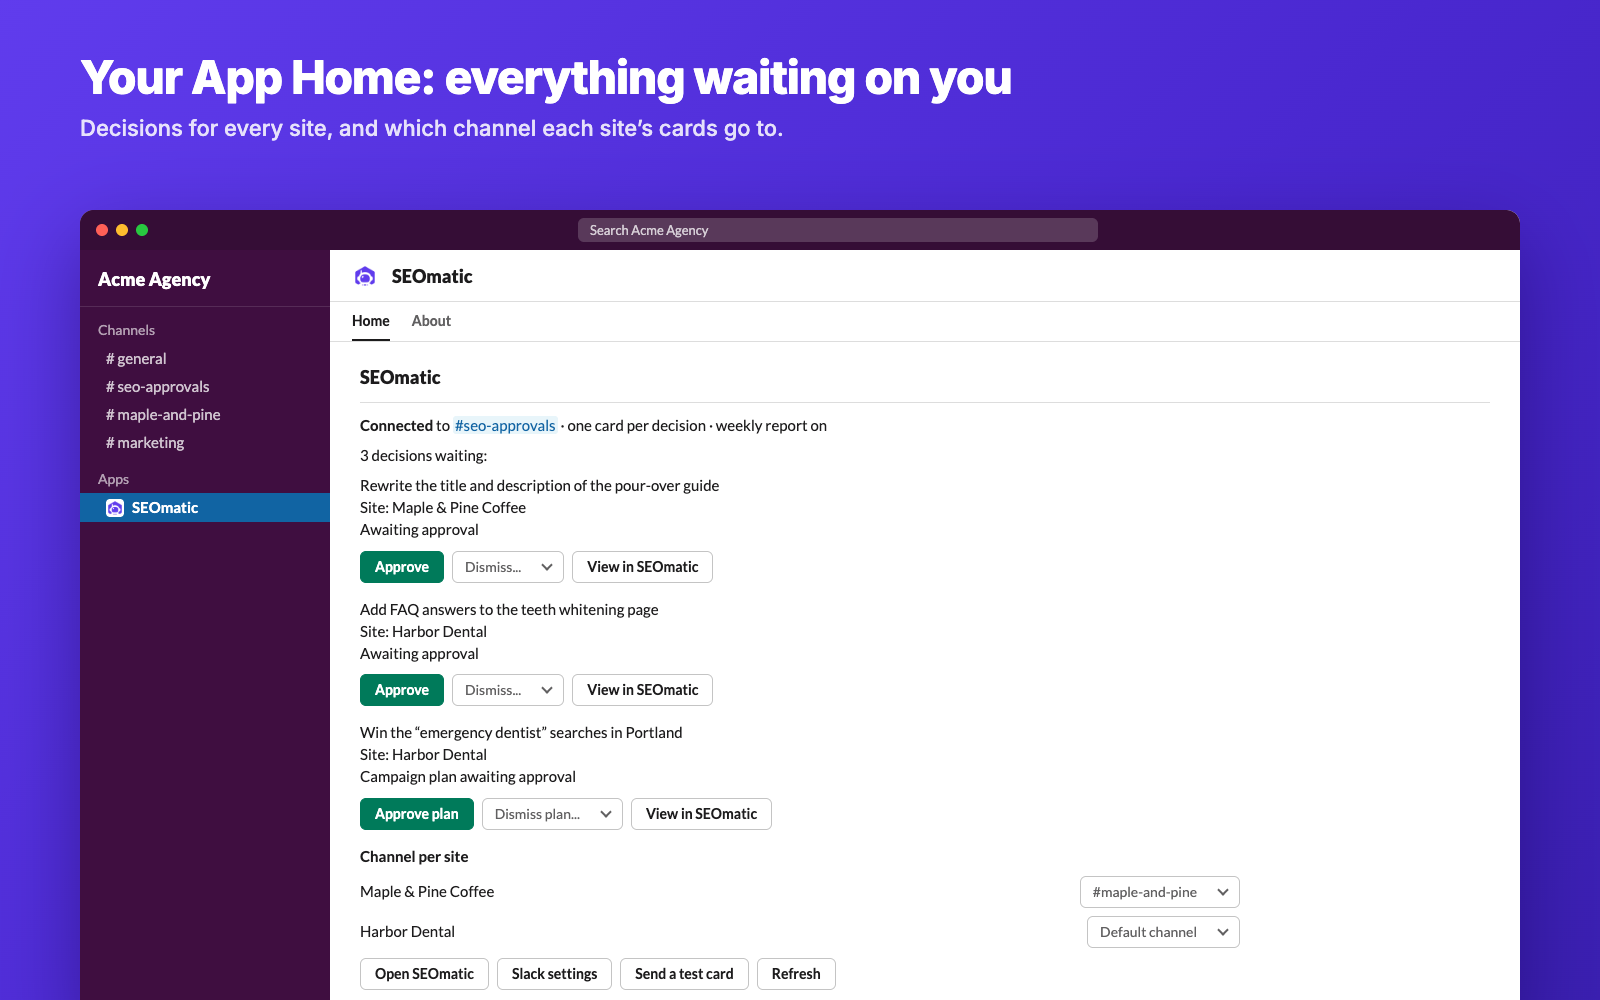 Your App Home: everything waiting on you
Decisions for every site, and which channel each site’s cards go to.
Search Acme Agency
Acme Agency
Channels
# general
# seo-approvals
# maple-and-pine
# marketing
Apps
SEOmatic
SEOmatic
Home About
SEOmatic
Connected to #seo-approvals · one card per decision · weekly report on
3 decisions waiting:
Rewrite the title and description of the pour-over guide
Site: Maple & Pine Coffee
Awaiting approval
Approve Dismiss... View in SEOmatic
Add FAQ answers to the teeth whitening page
Site: Harbor Dental
Awaiting approval
Approve Dismiss... View in SEOmatic
Win the “emergency dentist” searches in Portland
Site: Harbor Dental
Campaign plan awaiting approval
Approve plan Dismiss plan... View in SEOmatic
Channel per site
Maple & Pine Coffee #maple-and-pine
Harbor Dental Default channel
Open SEOmatic Slack settings Send a test card Refresh